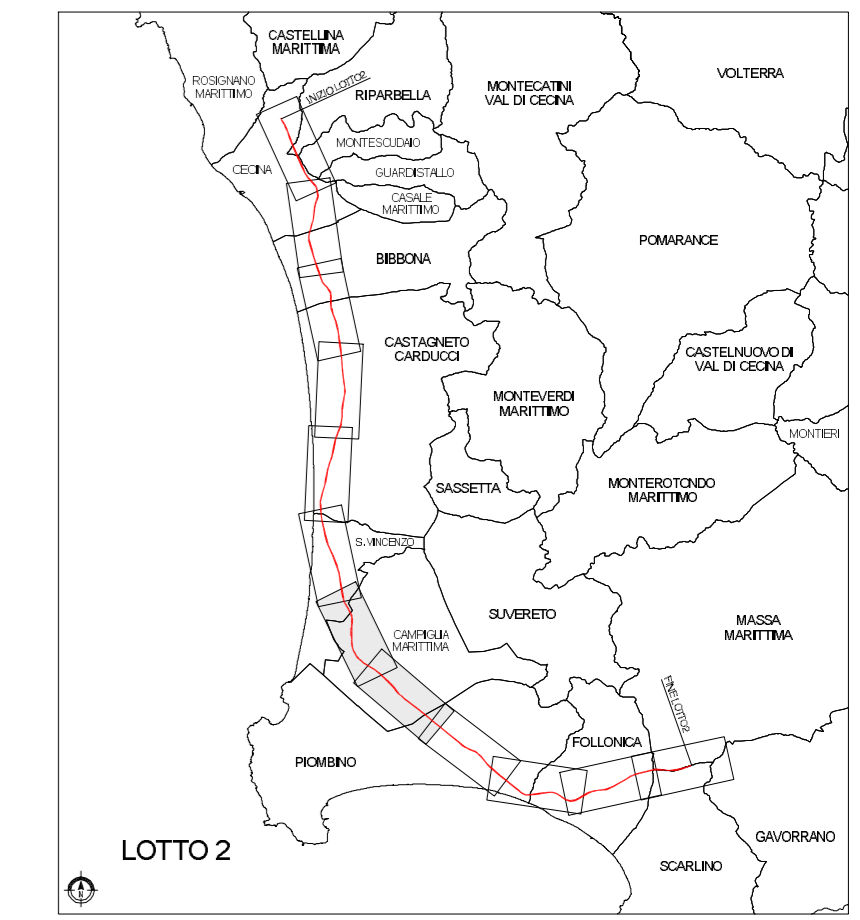 CASTELLINA
MARITTIMA
ROSIGNANO
MARITTIMO
INIZIO LOTTO2
RIPARBELLA
MONTECATINI
VAL DI CECINA
VOLTERRA
MONTESCUDAIO
CECINA
GUARDISTALLO
CASALE
MARITTIMO
BIBBONA
POMARANCE
CASTAGNETO
CARDUCCI
CASTELNUOVO DI
VAL DI CECINA
MONTEVERDI
MARITTIMO
MONTIERI
SASSETTA
MONTEROTONDO
MARITTIMO
S. VINCENZO
SUVERETO
CAMPIGLIA
MARITTIMA
MASSA
MARITTIMA
FINE LOTTO2
FOLLONICA
PIOMBINO
GAVORRANO
SCARLINO
LOTTO 2
N